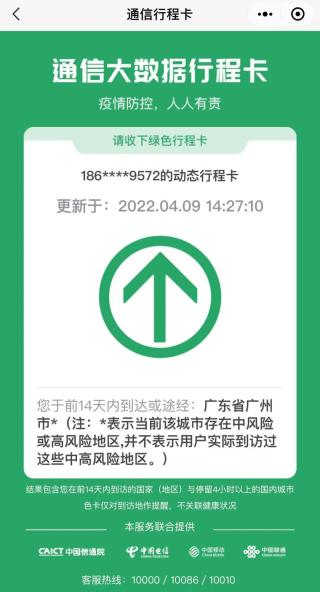 通信行程卡
通信大数据行程卡
疫情防控，人人有责
请收下绿色行程卡
186****9572的动态行程卡
更新于：2022.04.09 14:27:10
您于前14天内到达或途经：广东省广州
市*（注：*表示当前该城市存在中风险
或高风险地区,并不表示用户实际到访过
这些中高风险地区。）
结果包含您在前14天内到访的国家（地区）与停留4小时以上的国内城市
色卡仅对到访地作提醒，不关联健康状况
本服务联合提供
CAICT 中国信通院 中国电信 CHINA TELECOM 中国移动 China Mobile 中国联通 China unicom
客服热线：10000 / 10086 / 10010